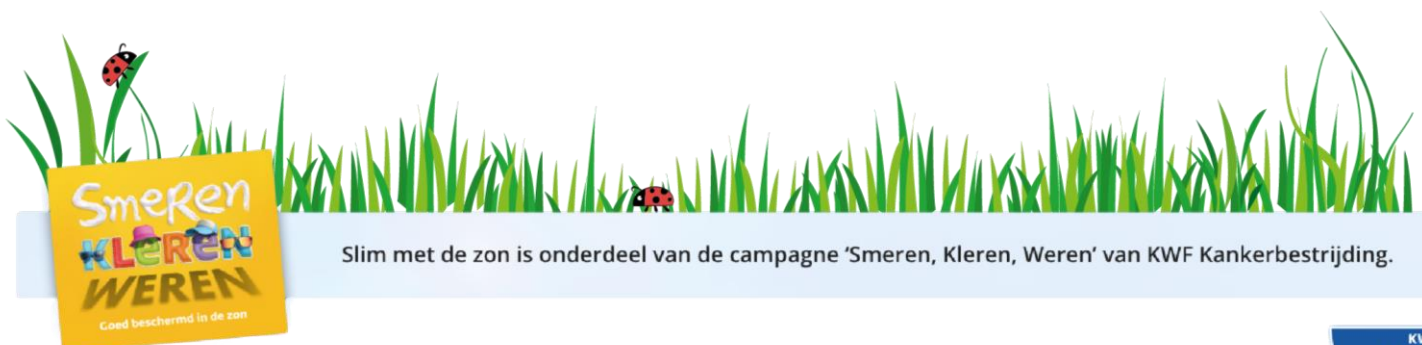 Smeren
KLEREN
WEREN
Goed beschermd in de zon
Slim met de zon is onderdeel van de campagne ‘Smeren, Kleren, Weren’ van KWF Kankerbestrijding.